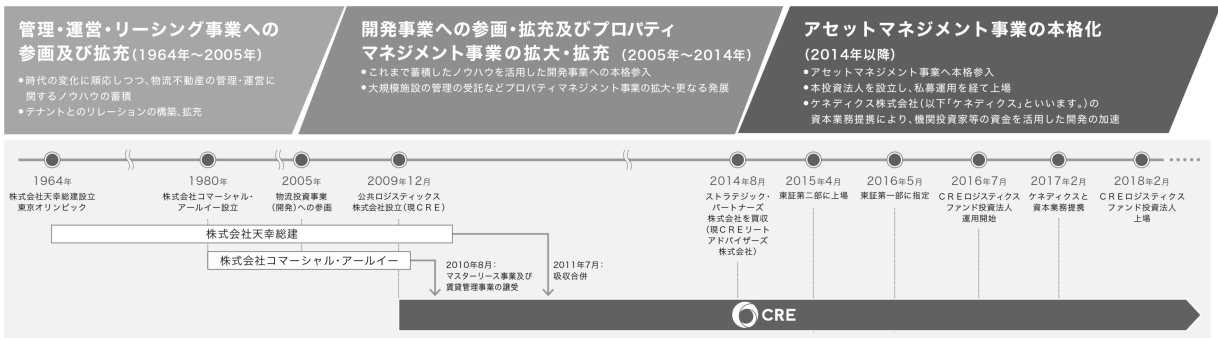 管理・運営・リーシング事業への
参画及び拡充(1964年~2005年)
●時代の変化に順応しつつ、物流不動産の管理・運営に
関するノウハウの蓄積
●テナントとのリレーションの構築、拡充
開発事業への参画・拡充及びプロパティ
マネジメント事業の拡大・拡充 (2005年~2014年)
●これまで蓄積したノウハウを活用した開発事業への本格参入
●大規模施設の管理の受託などプロパティマネジメント事業の拡大・更なる発展
アセットマネジメント事業の本格化
(2014年以降)
●アセットマネジメント事業へ本格参入
●本投資法人を設立し、私募運用を経て上場
●ケネディクス株式会社(以下「ケネディクス」といいます。)の
資本業務提携により、機関投資家等の資金を活用した開発の加速
1964年
株式会社天幸総建設立
東京オリンピック
1980年
株式会社コマーシャル・
アールイー設立
2005年
物流投資事業
(開発)への参画
2009年12月
公共ロジスティックス
株式会社設立(現CRE)
2014年8月
ストラテジック・
パートナーズ
株式会社を買収
(現CREリート
アドバイザーズ
株式会社)
2015年4月
東証第二部に上場
2016年5月
東証第一部に指定
2016年7月
CREロジスティクス
ファンド投資法人
運用開始
2017年2月
ケネディクスと
資本業務提携
2018年2月
CREロジスティクス
ファンド投資法人
上場
株式会社天幸総建
株式会社コマーシャル・アールイー
2010年8月:
マスターリース事業及び
賃貸管理事業の譲受
2011年7月:
吸収合併
CRE